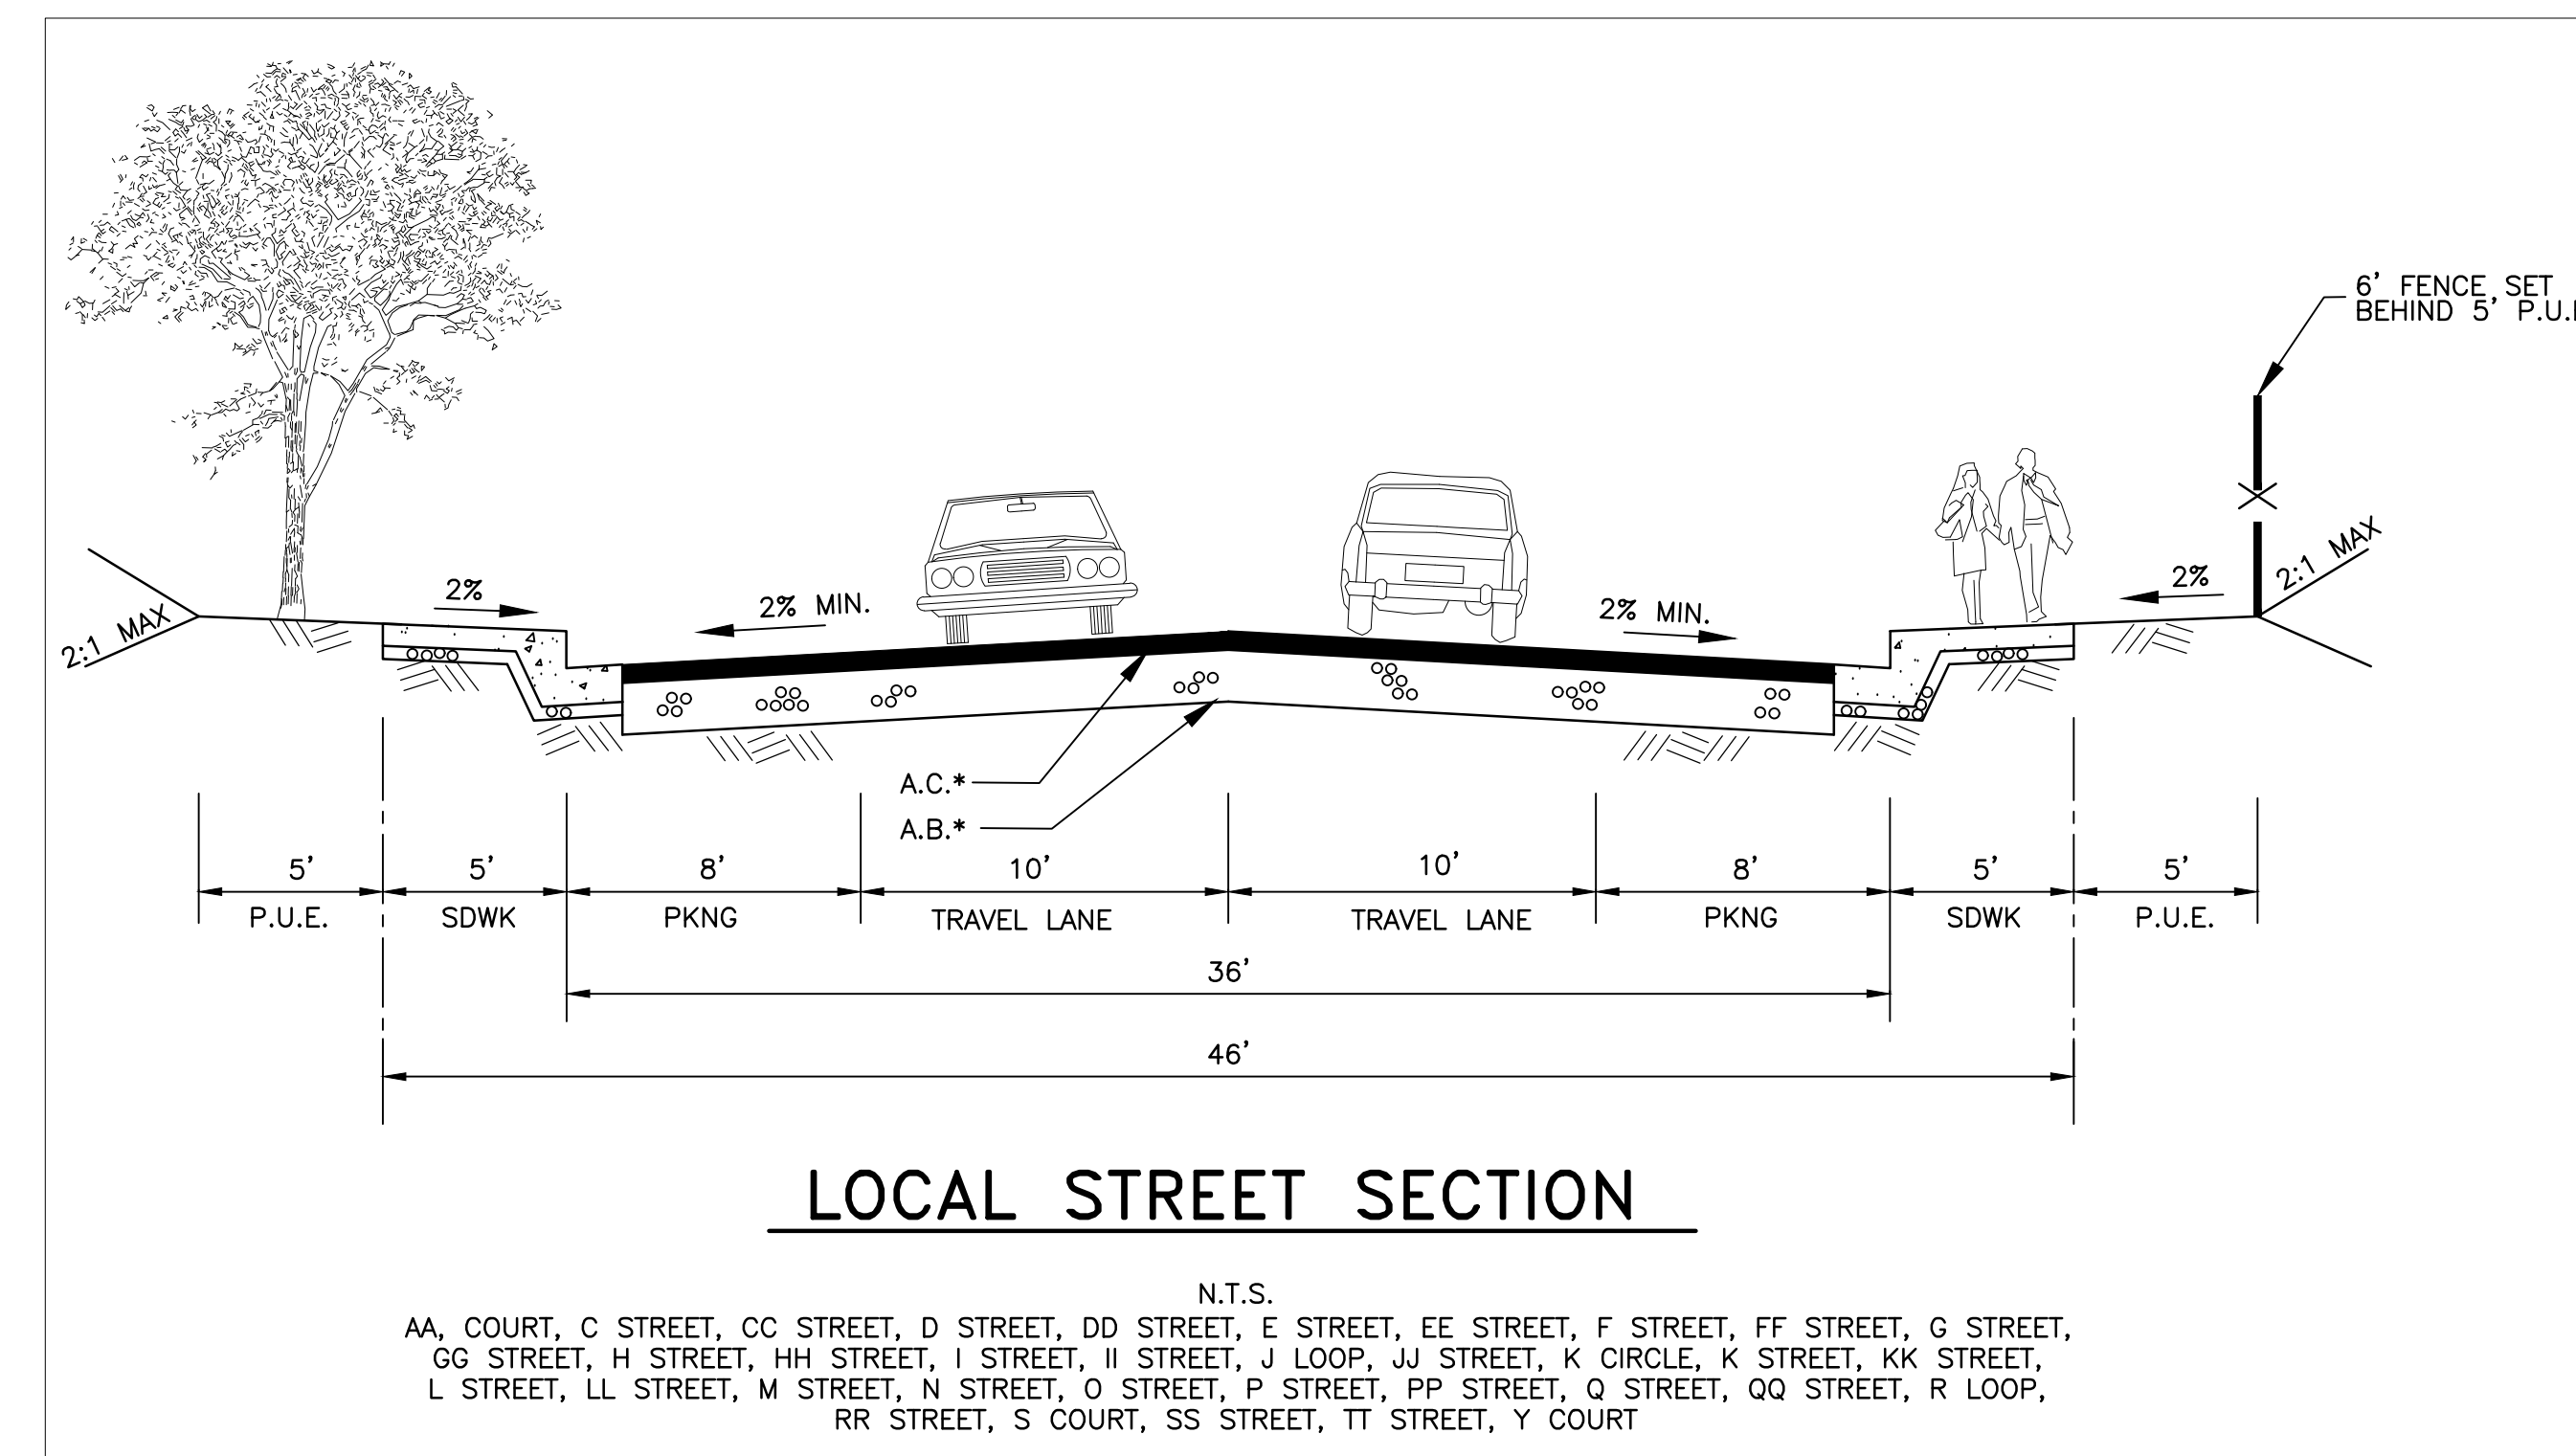 6' FENCE, SET
BEHIND 5' P.U.
2:1 MAX
2%
2% MIN.
2% MIN.
2%
2:1 MAX
A.C.*
A.B.*
5' 5' 8' 10' 10' 8' 5' 5'
P.U.E. SDWK PKNG TRAVEL LANE TRAVEL LANE PKNG SDWK P.U.E.
36'
46'
LOCAL STREET SECTION
N.T.S.
AA, COURT, C STREET, CC STREET, D STREET, DD STREET, E STREET, EE STREET, F STREET, FF STREET, G STREET,
GG STREET, H STREET, HH STREET, I STREET, II STREET, J LOOP, JJ STREET, K CIRCLE, K STREET, KK STREET,
L STREET, LL STREET, M STREET, N STREET, O STREET, P STREET, PP STREET, Q STREET, QQ STREET, R LOOP,
RR STREET, S COURT, SS STREET, TT STREET, Y COURT